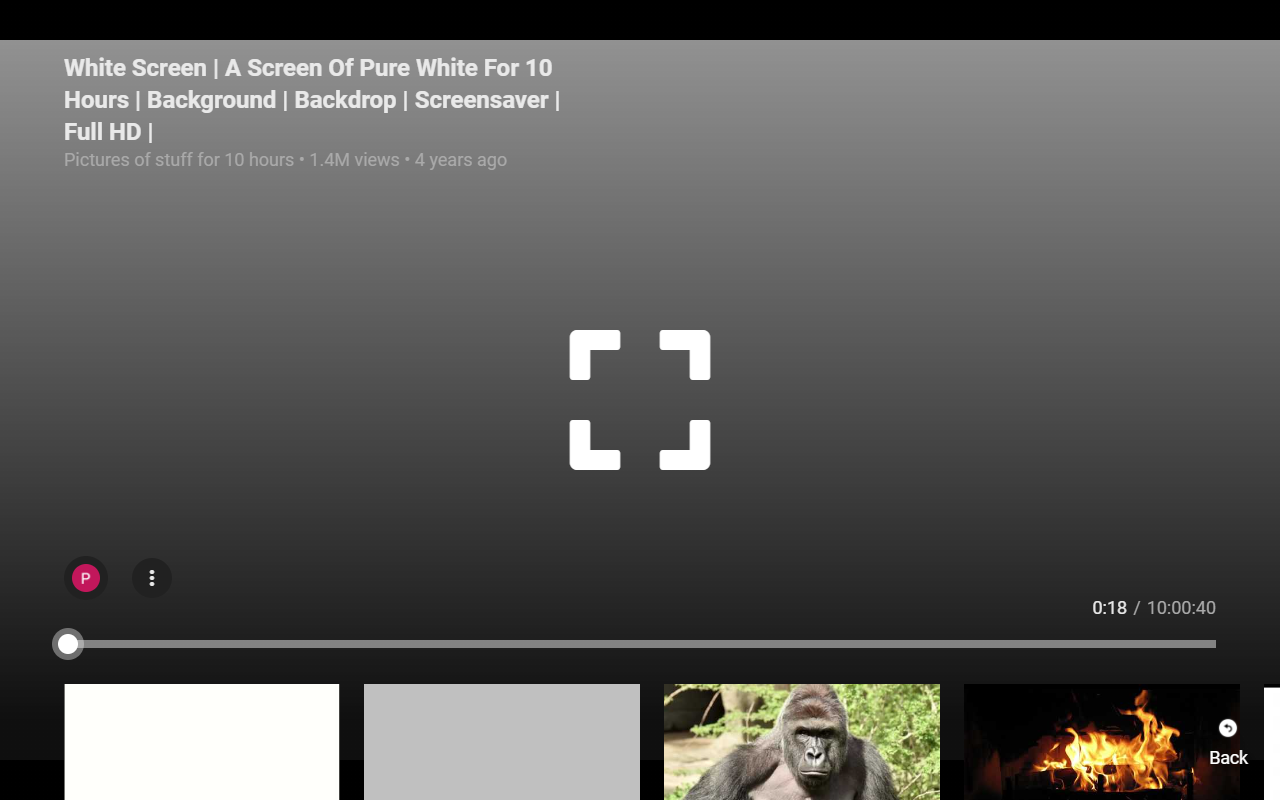 White Screen | A Screen Of Pure White For 10
Hours | Background | Backdrop | Screensaver |
Full HD |
Pictures of stuff for 10 hours • 1.4M views • 4 years ago
P
0:18 / 10:00:40
Back